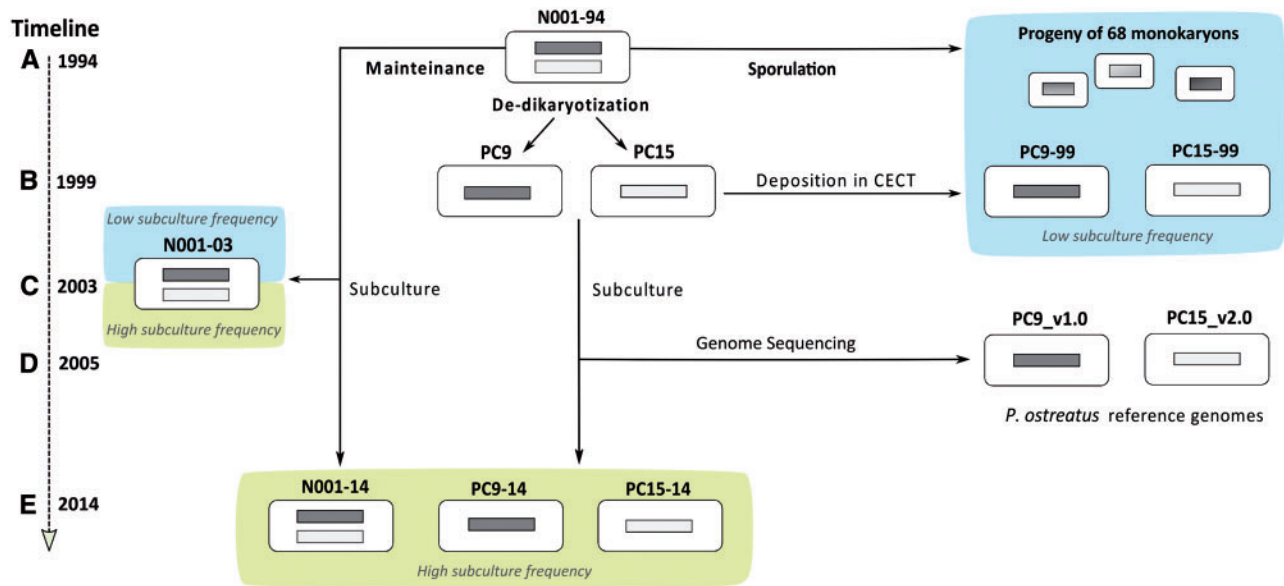 Timeline
A 1994
B 1999
C 2003
D 2005
E 2014
N001-94
Mainteinance
Sporulation
De-dikaryotization
Progeny of 68 monokaryons
PC9
PC15
Deposition in CECT
PC9-99
PC15-99
Low subculture frequency
Low subculture frequency
N001-03
High subculture frequency
Subculture
Subculture
Genome Sequencing
PC9_v1.0
PC15_v2.0
P. ostreatus reference genomes
N001-14
PC9-14
PC15-14
High subculture frequency